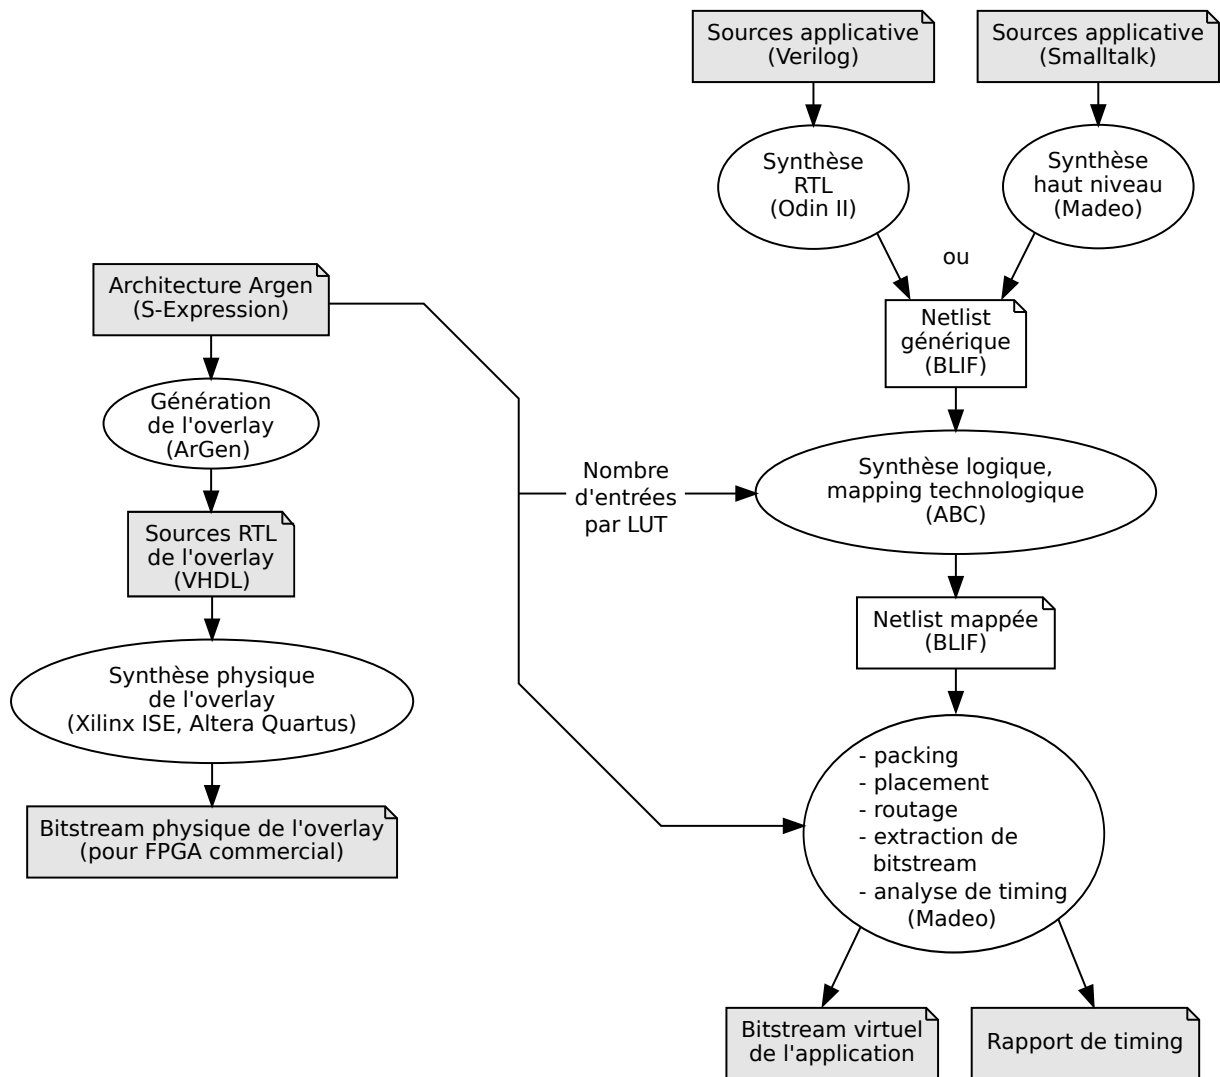 Sources applicative
(Verilog)
Sources applicative
(Smalltalk)
Synthèse
RTL
(Odin II)
Synthèse
haut niveau
(Madeo)
ou
Architecture Argen
(S-Expression)
Netlist
générique
(BLIF)
Génération
de l'overlay
(ArGen)
Nombre
d'entrées
par LUT
Synthèse logique,
mapping technologique
(ABC)
Sources RTL
de l'overlay
(VHDL)
Netlist mappée
(BLIF)
Synthèse physique
de l'overlay
(Xilinx ISE, Altera Quartus)
- packing
- placement
- routage
- extraction de
bitstream
- analyse de timing
(Madeo)
Bitstream physique de l'overlay
(pour FPGA commercial)
Bitstream virtuel
de l'application
Rapport de timing